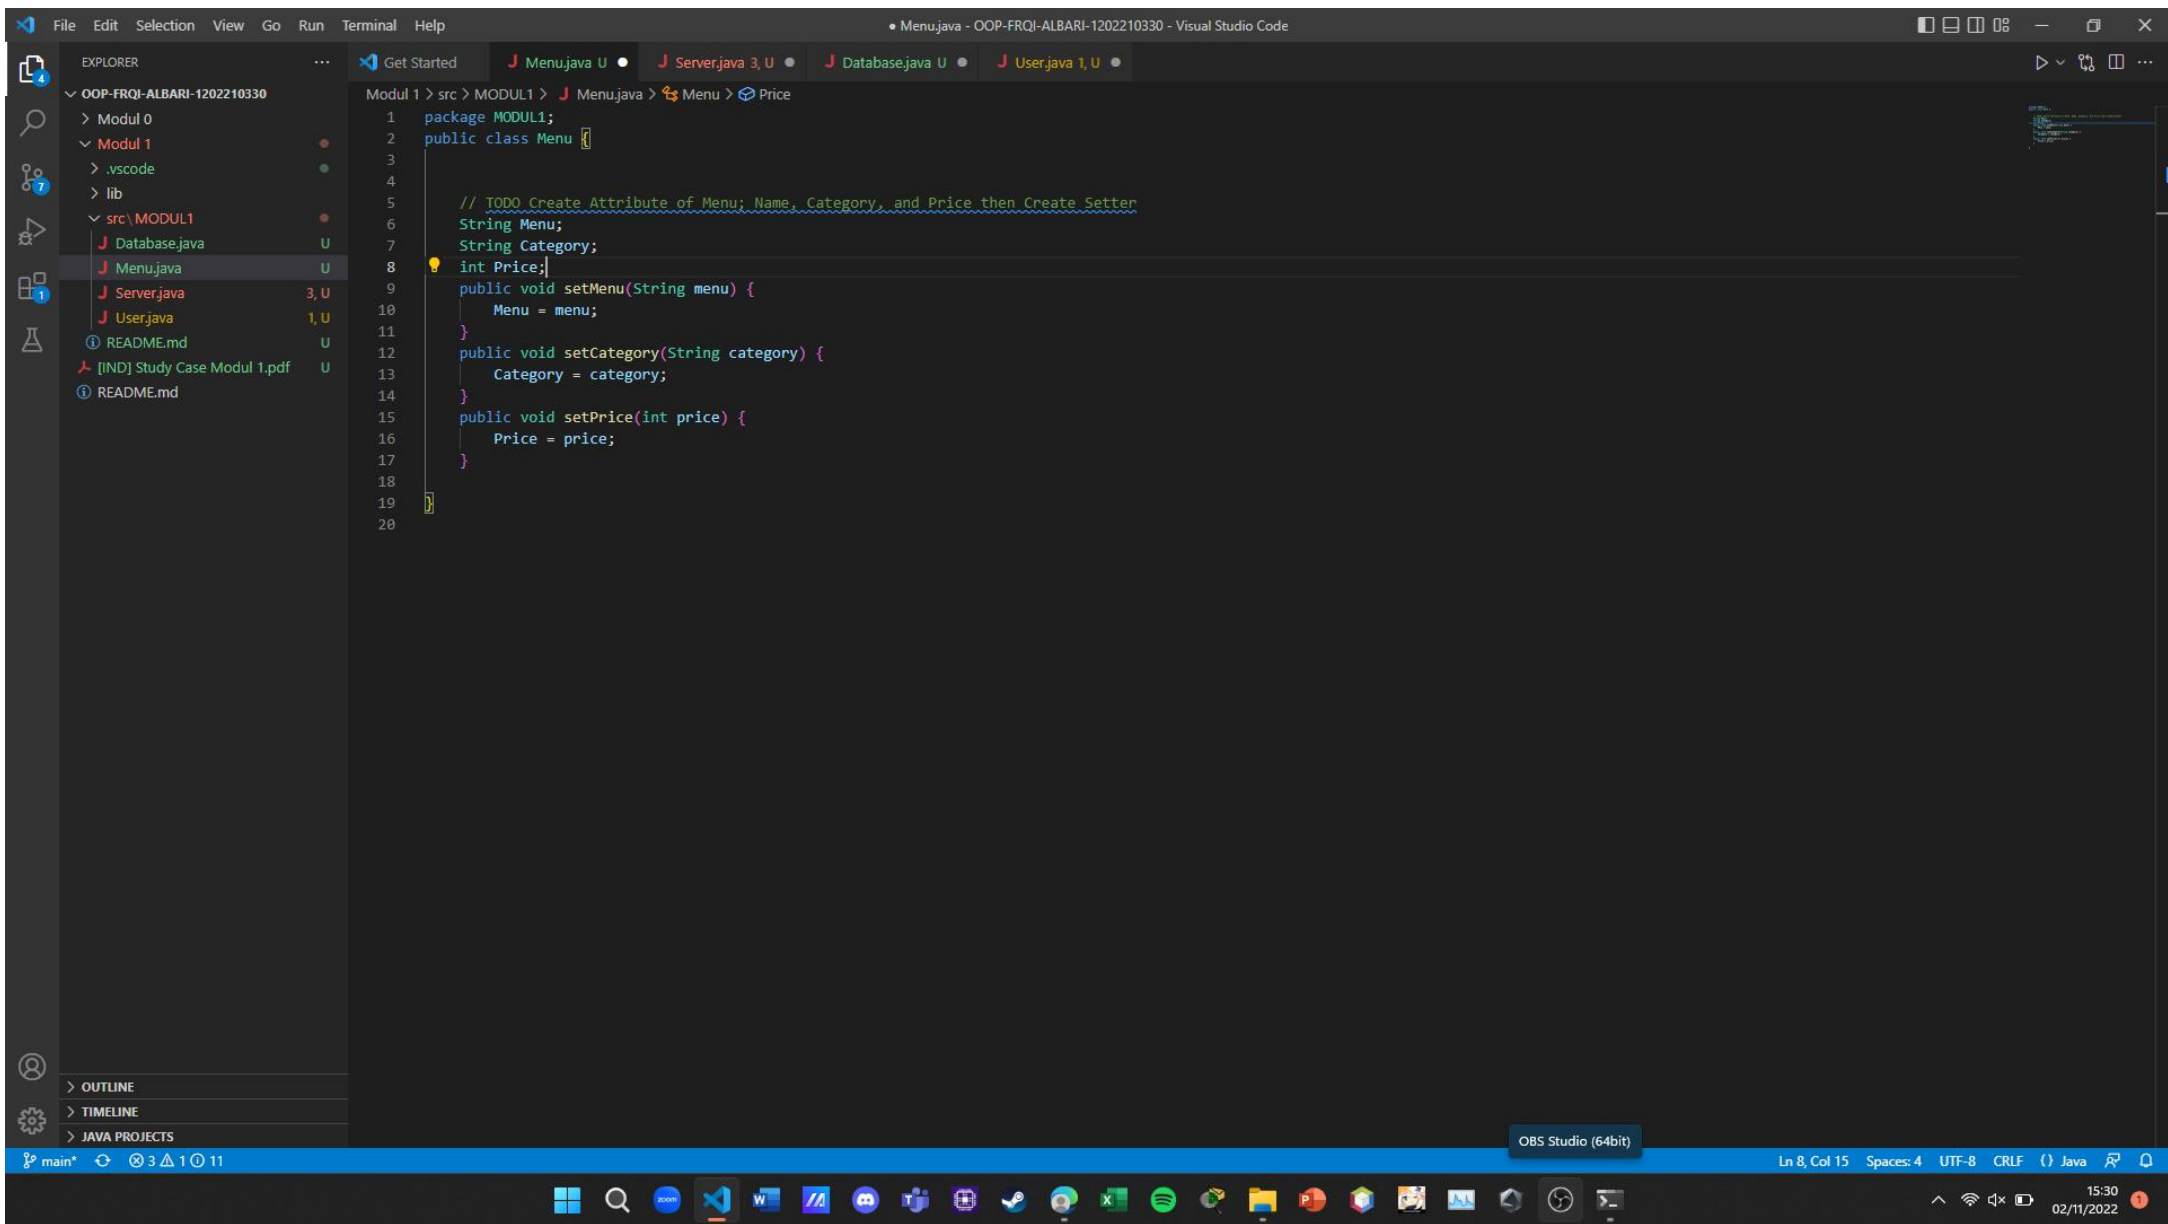 File Edit Selection View Go Run Terminal Help
● Menu.java - OOP-FRQI-ALBARI-1202210330 - Visual Studio Code
EXPLORER
Get Started
Menu.java U ●
Server.java 3, U ●
Database.java U ●
User.java 1, U ●
OOP-FRQI-ALBARI-1202210330
Modul 1 > src > MODUL1 > J Menu.java > Menu > Price
> Modul 0
Modul 1
> .vscode
> lib
src\MODUL1
J Database.java U
J Menu.java U
J Server.java 3, U
J User.java 1, U
README.md U
[IND] Study Case Modul 1.pdf U
README.md
1 package MODUL1;
2 public class Menu {
3
4
5 // TODO Create Attribute of Menu; Name, Category, and Price then Create Setter
6 String Menu;
7 String Category;
8 int Price;
9 public void setMenu(String menu) {
10 Menu = menu;
11 }
12 public void setCategory(String category) {
13 Category = category;
14 }
15 public void setPrice(int price) {
16 Price = price;
17 }
18
19 }
20
4
7
1
> OUTLINE
> TIMELINE
> JAVA PROJECTS
OBS Studio (64bit)
main* 3 1 11
Ln 8, Col 15 Spaces: 4 UTF-8 CRLF {} Java
zoom
15:30
02/11/2022
1